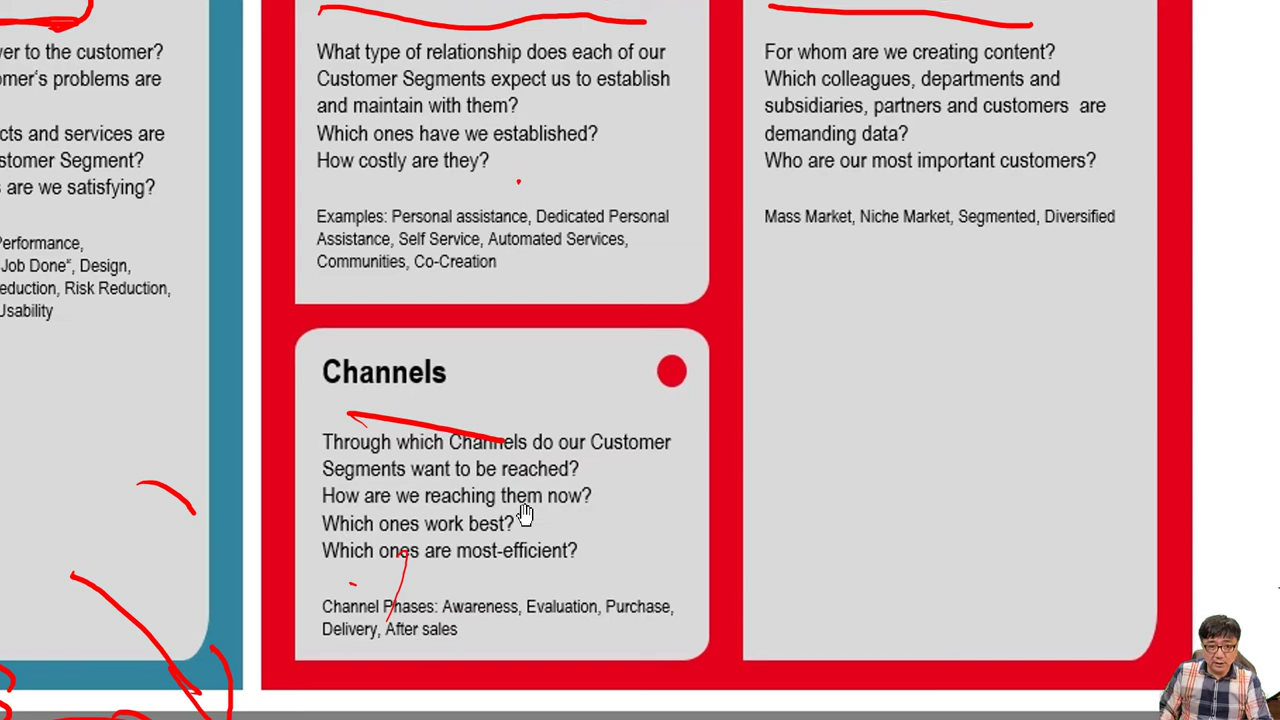 ver to the customer?
omer‘s problems are
cts and services are
stomer Segment?
s are we satisfying?
Performance,
Job Done“, Design,
eduction, Risk Reduction,
Usability
What type of relationship does each of our
Customer Segments expect us to establish
and maintain with them?
Which ones have we established?
How costly are they?
Examples: Personal assistance, Dedicated Personal
Assistance, Self Service, Automated Services,
Communities, Co-Creation
Channels
Through which Channels do our Customer
Segments want to be reached?
How are we reaching them now?
Which ones work best?
Which ones are most-efficient?
Channel Phases: Awareness, Evaluation, Purchase,
Delivery, After sales
For whom are we creating content?
Which colleagues, departments and
subsidiaries, partners and customers are
demanding data?
Who are our most important customers?
Mass Market, Niche Market, Segmented, Diversified